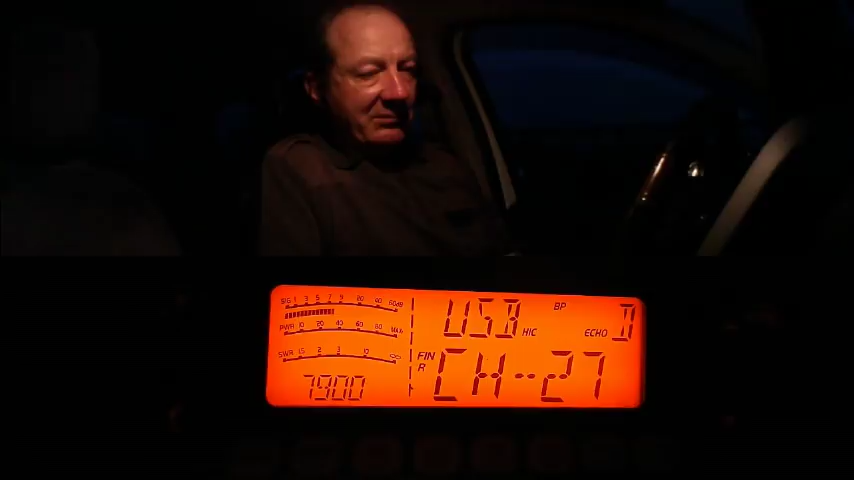 SIG 1 3 5 7 9 20 40 60dB
PWR 10 20 40 60 80 MAX
SWR 1.5 2 3 10 ∞
7900
USB
HIC
BP
ECHO
D
FIN
R
CH--27